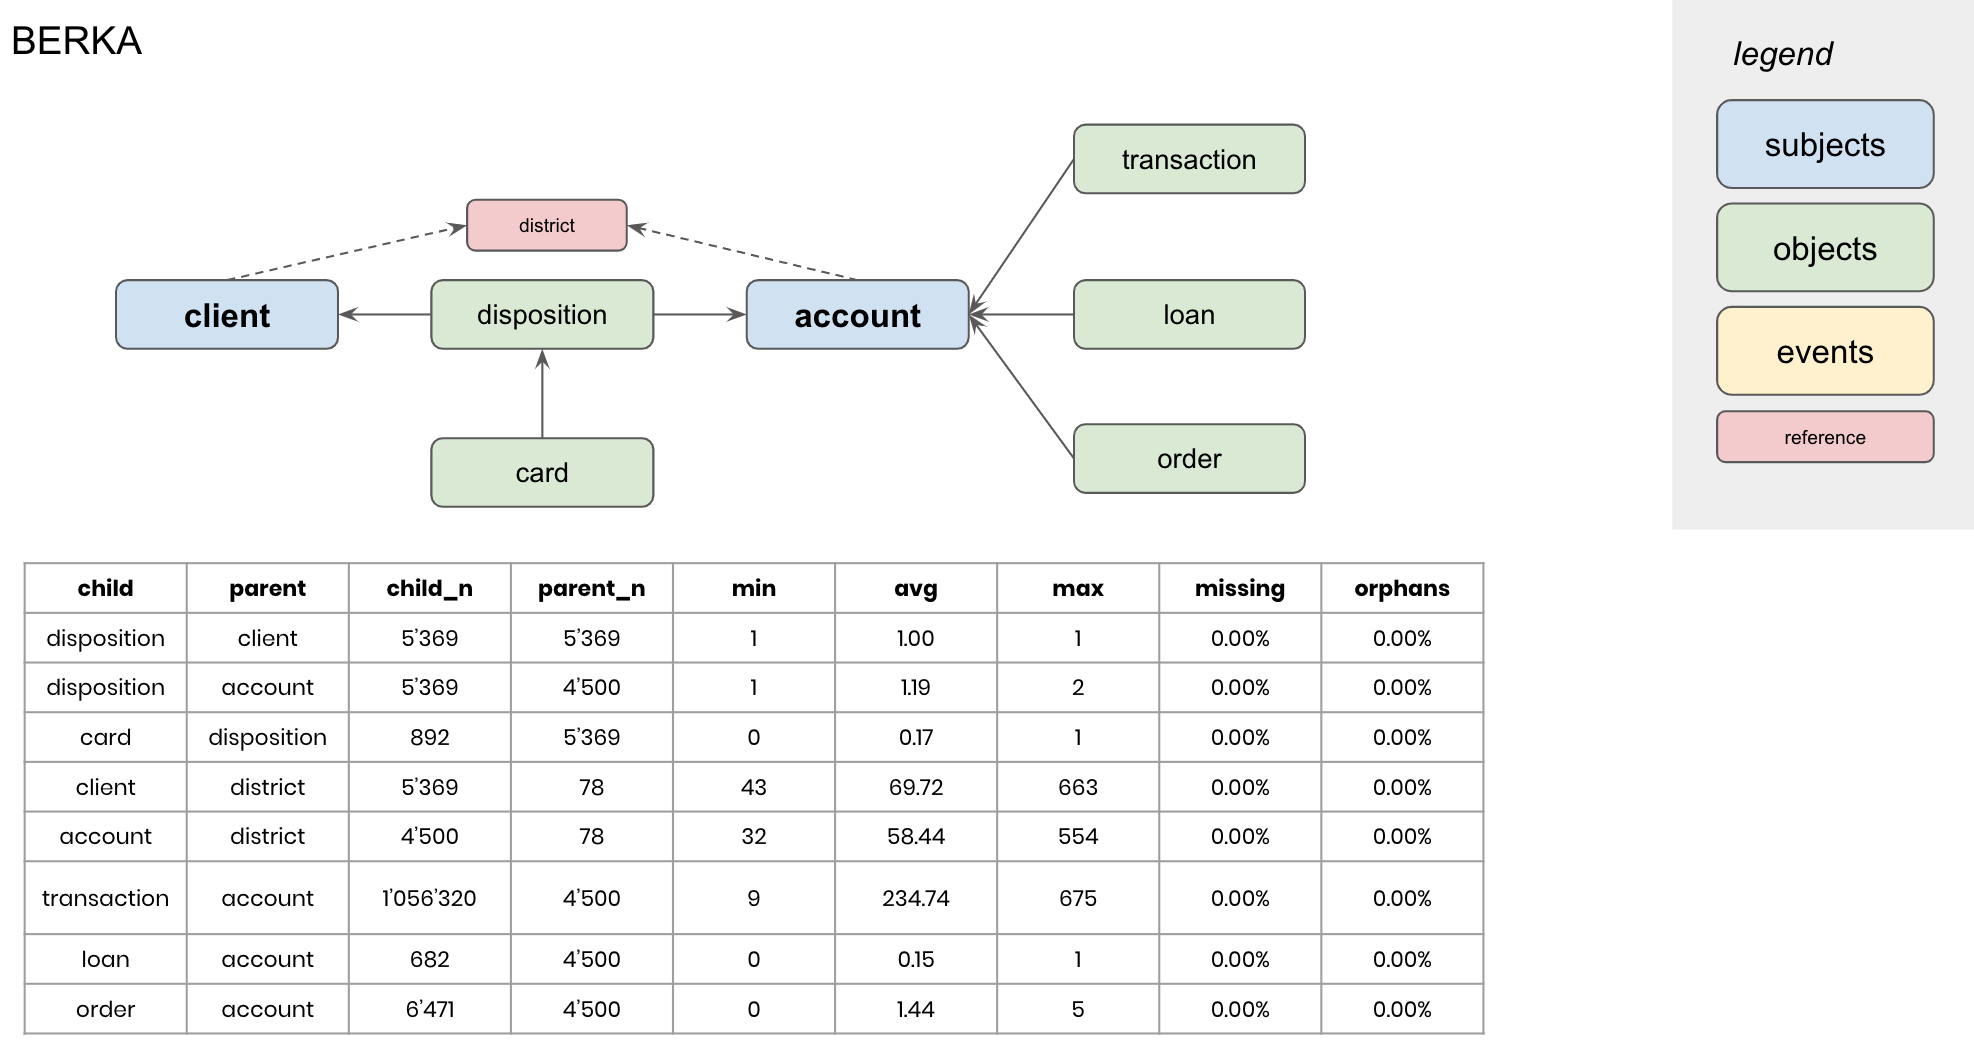 BERKA
legend
subjects
objects
events
reference
transaction
district
client
disposition
account
loan
card
order
child parent child_n parent_n min avg max missing orphans
disposition client 5’369 5’369 1 1.00 1 0.00% 0.00%
disposition account 5’369 4’500 1 1.19 2 0.00% 0.00%
card disposition 892 5’369 0 0.17 1 0.00% 0.00%
client district 5’369 78 43 69.72 663 0.00% 0.00%
account district 4’500 78 32 58.44 554 0.00% 0.00%
transaction account 1’056’320 4’500 9 234.74 675 0.00% 0.00%
loan account 682 4’500 0 0.15 1 0.00% 0.00%
order account 6’471 4’500 0 1.44 5 0.00% 0.00%